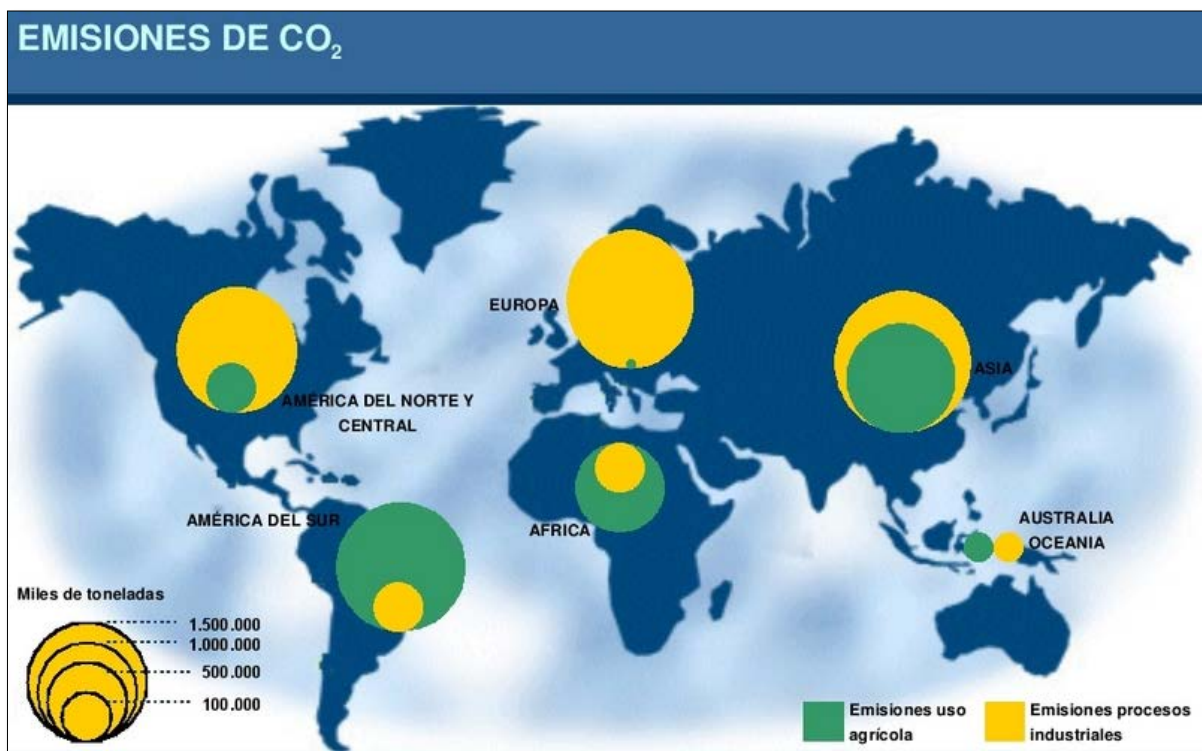 EMISIONES DE CO₂
EUROPA
ASIA
AMÉRICA DEL NORTE Y
CENTRAL
AMÉRICA DEL SUR
AFRICA
AUSTRALIA
OCEANIA
Miles de toneladas
1.500.000
1.000.000
500.000
100.000
Emisiones uso
agrícola
Emisiones procesos
industriales